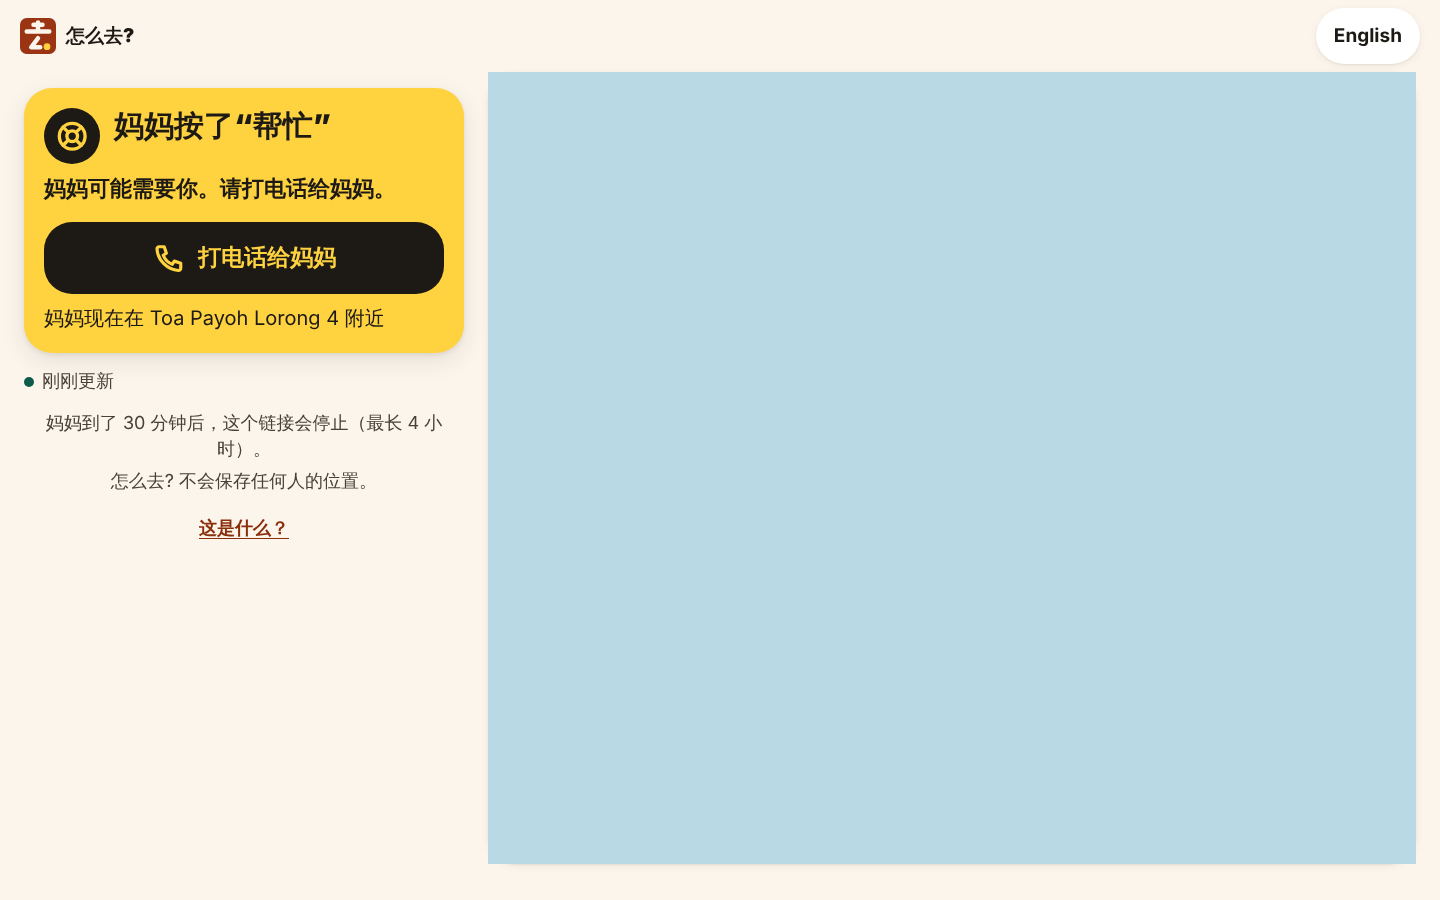 怎么去?
English
妈妈按了“帮忙”
妈妈可能需要你。请打电话给妈妈。
打电话给妈妈
妈妈现在在 Toa Payoh Lorong 4 附近
刚刚更新
妈妈到了 30 分钟后，这个链接会停止（最长 4 小
时）。
怎么去? 不会保存任何人的位置。
这是什么？